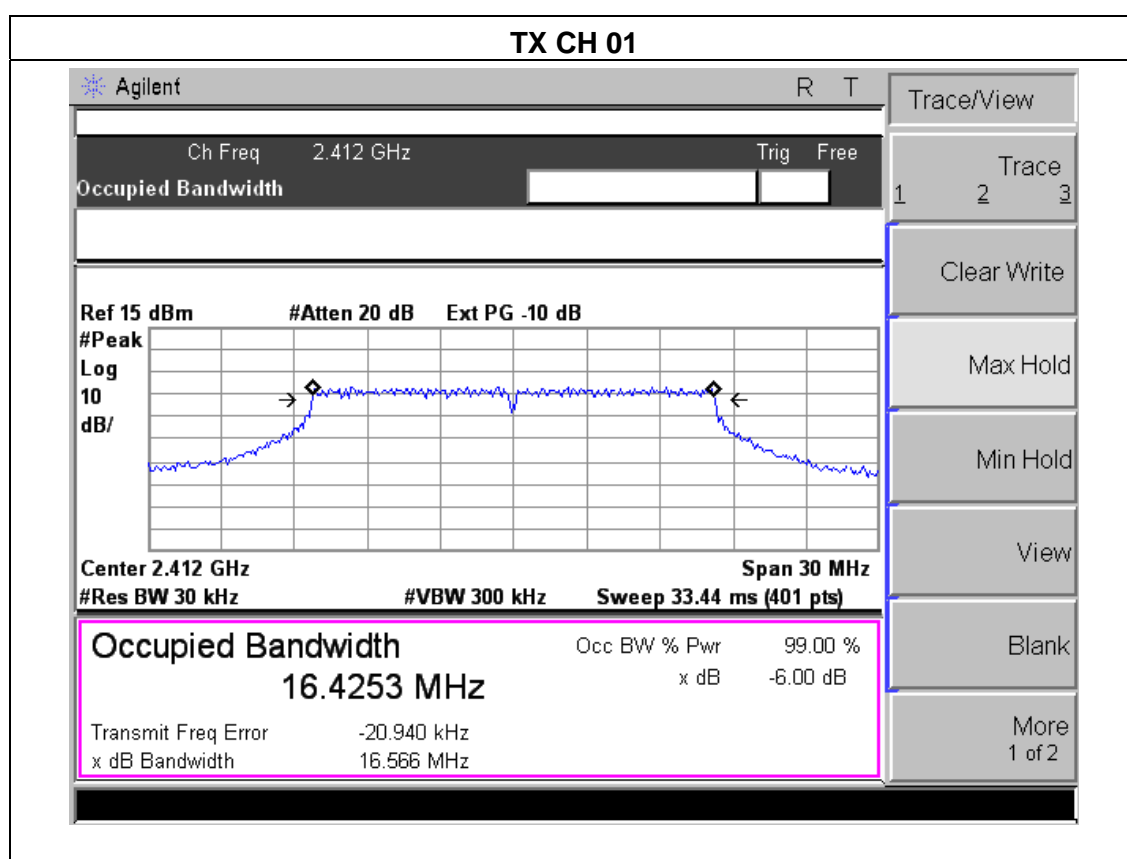 TX CH 01
Agilent R T
Trace/View
Ch Freq 2.412 GHz Trig Free
Occupied Bandwidth
Trace
1 2 3
Clear Write
Ref 15 dBm #Atten 20 dB Ext PG -10 dB
#Peak
Log
10
dB/
Max Hold
Min Hold
View
Center 2.412 GHz Span 30 MHz
#Res BW 30 kHz #VBW 300 kHz Sweep 33.44 ms (401 pts)
Occupied Bandwidth Occ BW % Pwr 99.00 %
16.4253 MHz x dB -6.00 dB
Transmit Freq Error -20.940 kHz
x dB Bandwidth 16.566 MHz
Blank
More
1 of 2